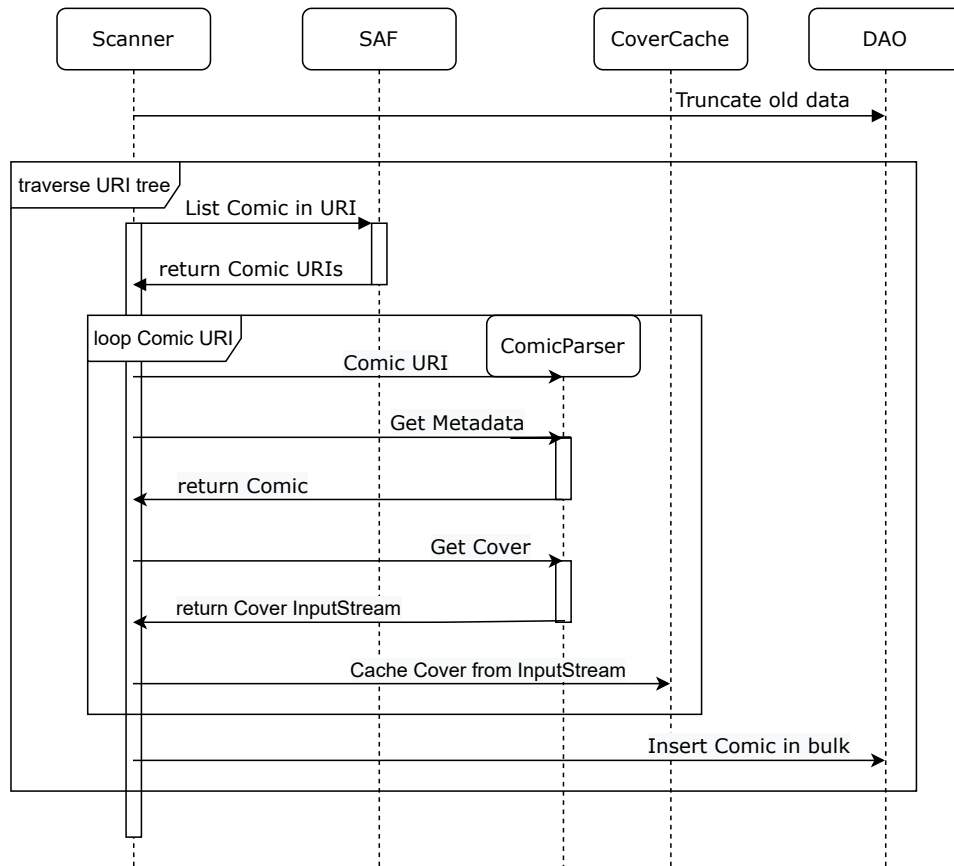 Scanner
SAF
CoverCache
DAO
Truncate old data
traverse URI tree
List Comic in URI
return Comic URIs
loop Comic URI
ComicParser
Comic URI
Get Metadata
return Comic
Get Cover
return Cover InputStream
Cache Cover from InputStream
Insert Comic in bulk